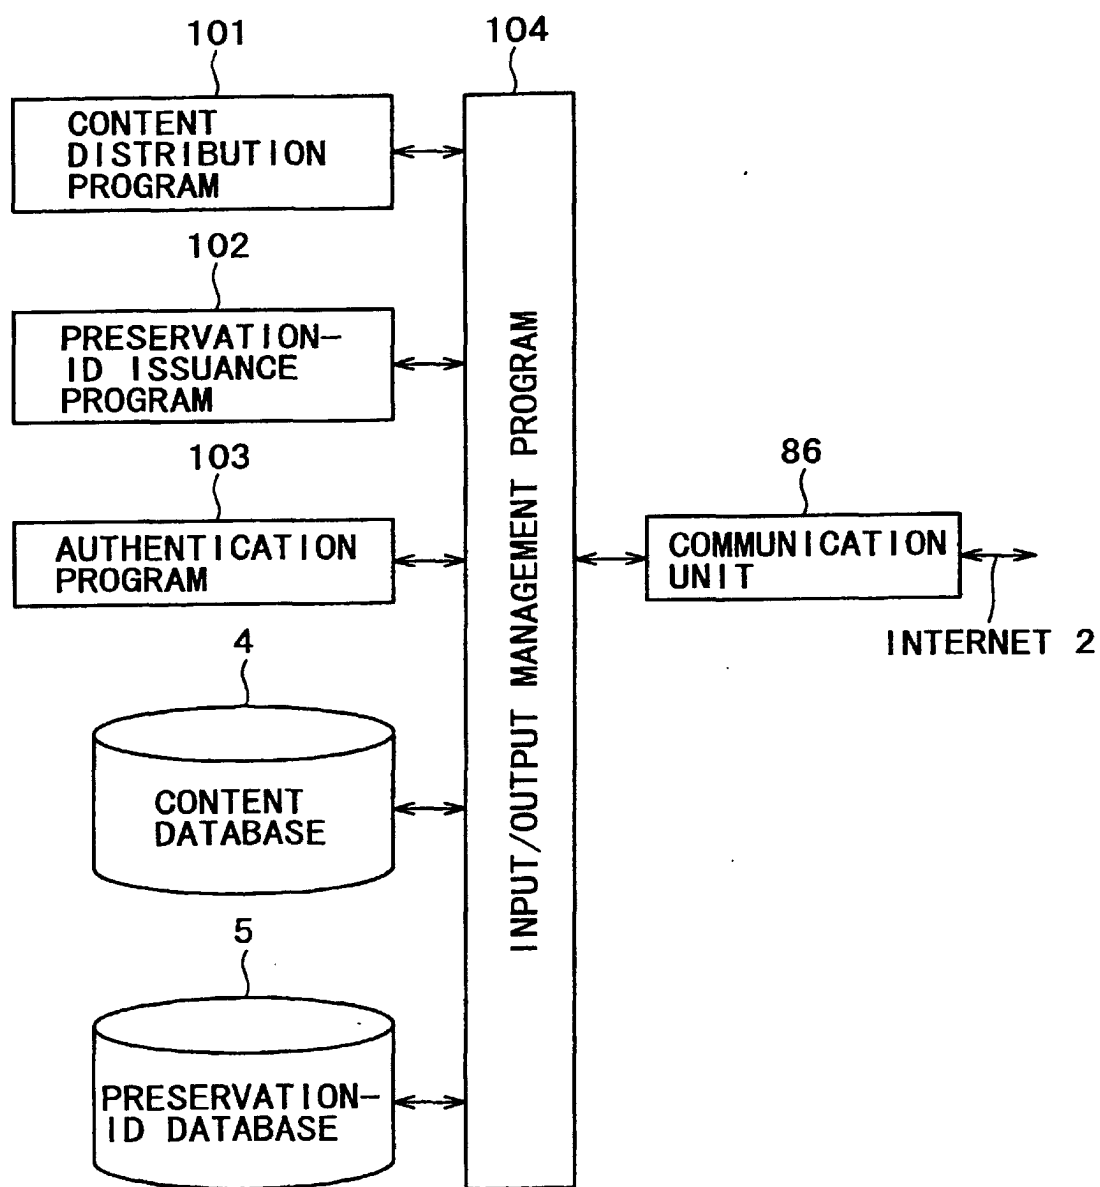 101
104
CONTENT
DISTRIBUTION
PROGRAM
102
PRESERVATION-
ID ISSUANCE
PROGRAM
103
AUTHENTICATION
PROGRAM
4
CONTENT
DATABASE
5
PRESERVATION-
ID DATABASE
INPUT/OUTPUT MANAGEMENT PROGRAM
86
COMMUNICATION
UNIT
INTERNET 2